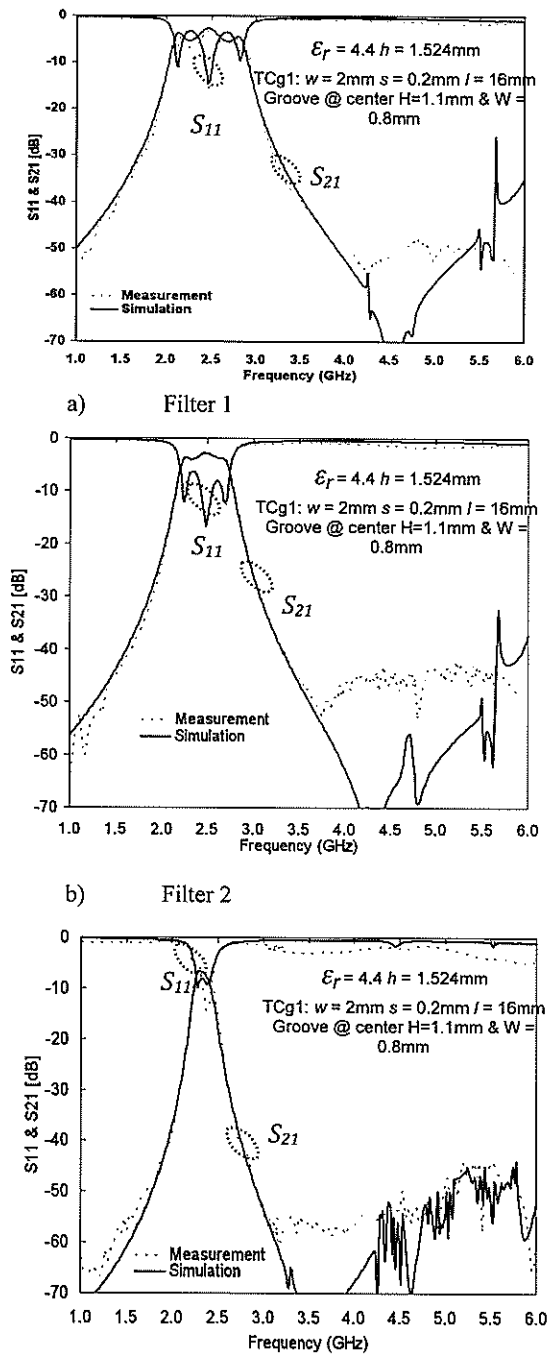 0
-10
-20
-30
-40
-50
-60
-70
S11 & S21 [dB]
εr = 4.4 h = 1.524mm
TCg1: w = 2mm s = 0.2mm l = 16mm
Groove @ center H=1.1mm & W =
0.8mm
S11
S21
Measurement
Simulation
1.0 1.5 2.0 2.5 3.0 3.5 4.0 4.5 5.0 5.5 6.0
Frequency (GHz)
a) Filter 1
0
-10
-20
-30
-40
-50
-60
-70
S11 & S21 [dB]
εr = 4.4 h = 1.524mm
TCg1: w = 2mm s = 0.2mm l = 16mm
Groove @ center H=1.1mm & W =
0.8mm
S11
S21
Measurement
Simulation
1.0 1.5 2.0 2.5 3.0 3.5 4.0 4.5 5.0 5.5 6.0
Frequency (GHz)
b) Filter 2
0
-10
-20
-30
-40
-50
-60
-70
S11 & S21 [dB]
S11
εr = 4.4 h = 1.524mm
TCg1: w = 2mm s = 0.2mm l = 16mm
Groove @ center H=1.1mm & W =
0.8mm
S21
Measurement
Simulation
1.0 1.5 2.0 2.5 3.0 3.5 4.0 4.5 5.0 5.5 6.0
Frequency (GHz)